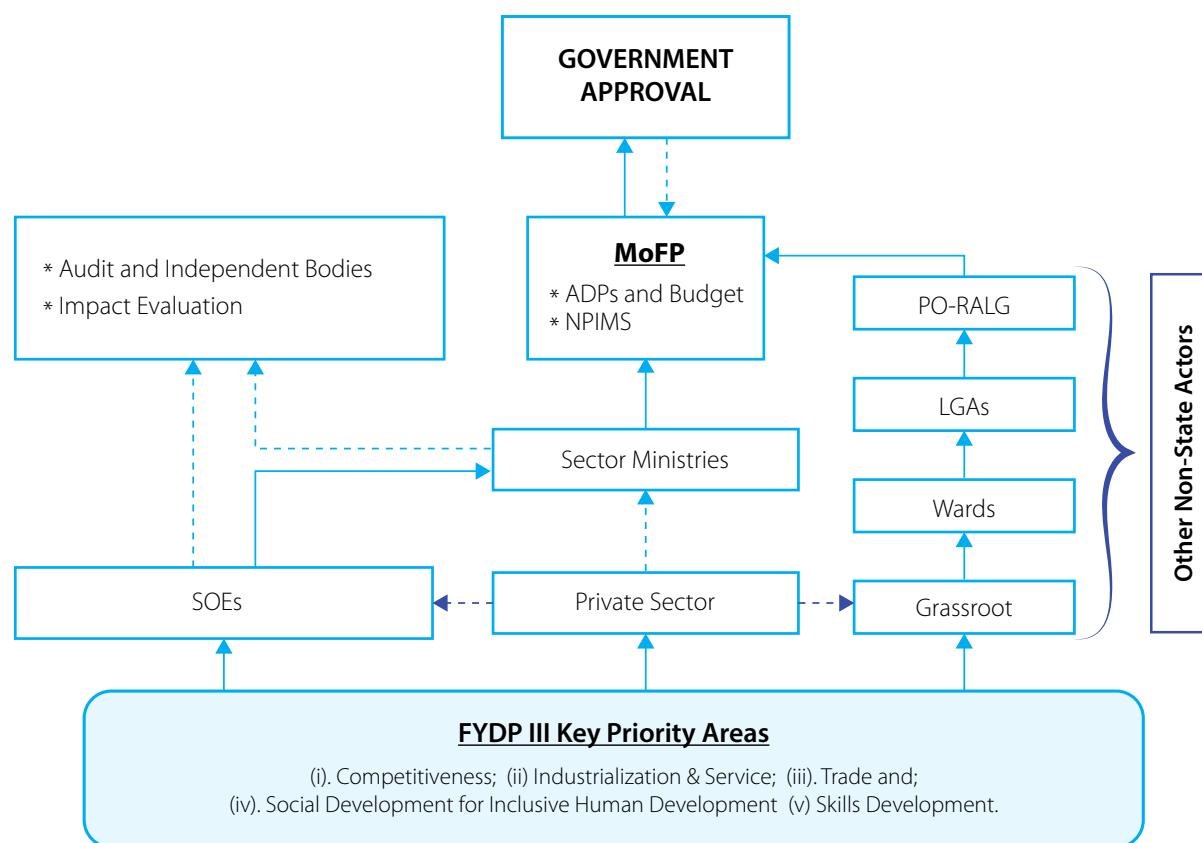 GOVERNMENT
APPROVAL
* Audit and Independent Bodies
* Impact Evaluation
MoFP
* ADPs and Budget
* NPIMS
PO-RALG
LGAs
Wards
Grassroot
Other Non-State Actors
Sector Ministries
SOEs
Private Sector
FYDP III Key Priority Areas
(i). Competitiveness; (ii) Industrialization & Service; (iii). Trade and;
(iv). Social Development for Inclusive Human Development (v) Skills Development.